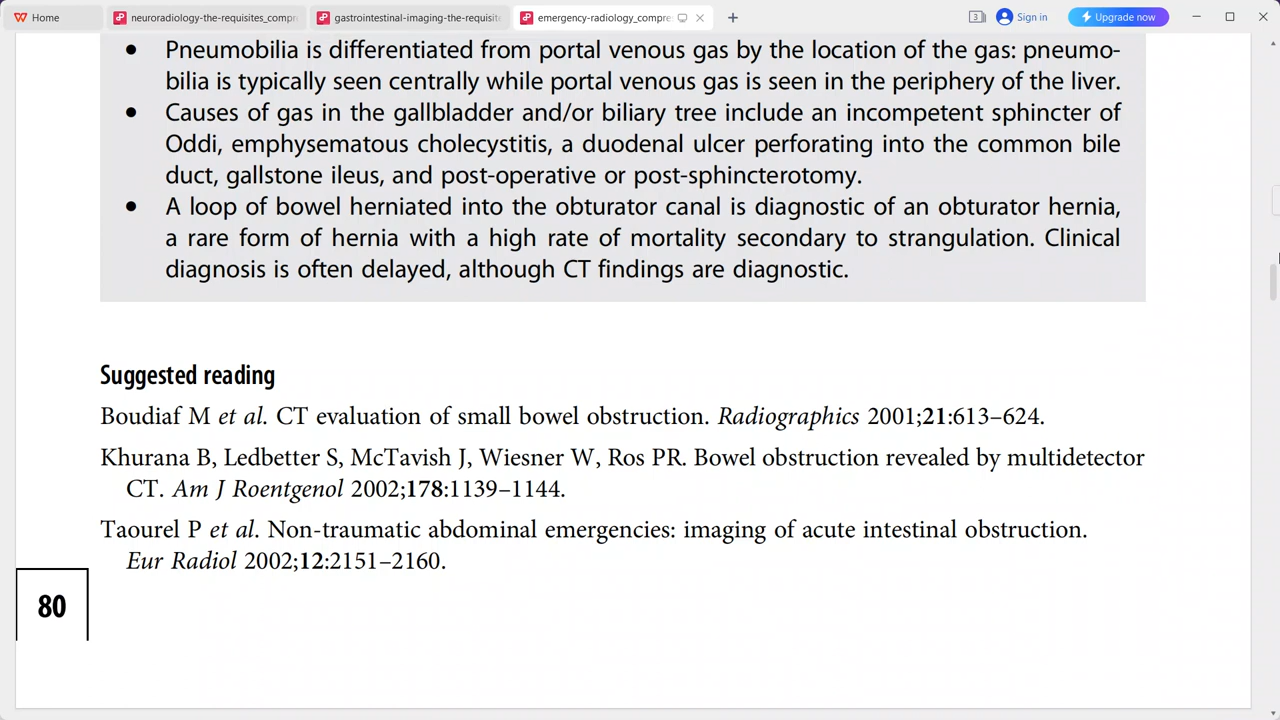 Home
neuroradiology-the-requisites_compre
gastrointestinal-imaging-the-requisite
emergency-radiology_compre
3
Sign in
Upgrade now
• Pneumobilia is differentiated from portal venous gas by the location of the gas: pneumo-
bilia is typically seen centrally while portal venous gas is seen in the periphery of the liver.
• Causes of gas in the gallbladder and/or biliary tree include an incompetent sphincter of
Oddi, emphysematous cholecystitis, a duodenal ulcer perforating into the common bile
duct, gallstone ileus, and post-operative or post-sphincterotomy.
• A loop of bowel herniated into the obturator canal is diagnostic of an obturator hernia,
a rare form of hernia with a high rate of mortality secondary to strangulation. Clinical
diagnosis is often delayed, although CT findings are diagnostic.
Suggested reading
Boudiaf M et al. CT evaluation of small bowel obstruction. Radiographics 2001;21:613–624.
Khurana B, Ledbetter S, McTavish J, Wiesner W, Ros PR. Bowel obstruction revealed by multidetector
CT. Am J Roentgenol 2002;178:1139–1144.
Taourel P et al. Non-traumatic abdominal emergencies: imaging of acute intestinal obstruction.
Eur Radiol 2002;12:2151–2160.
80